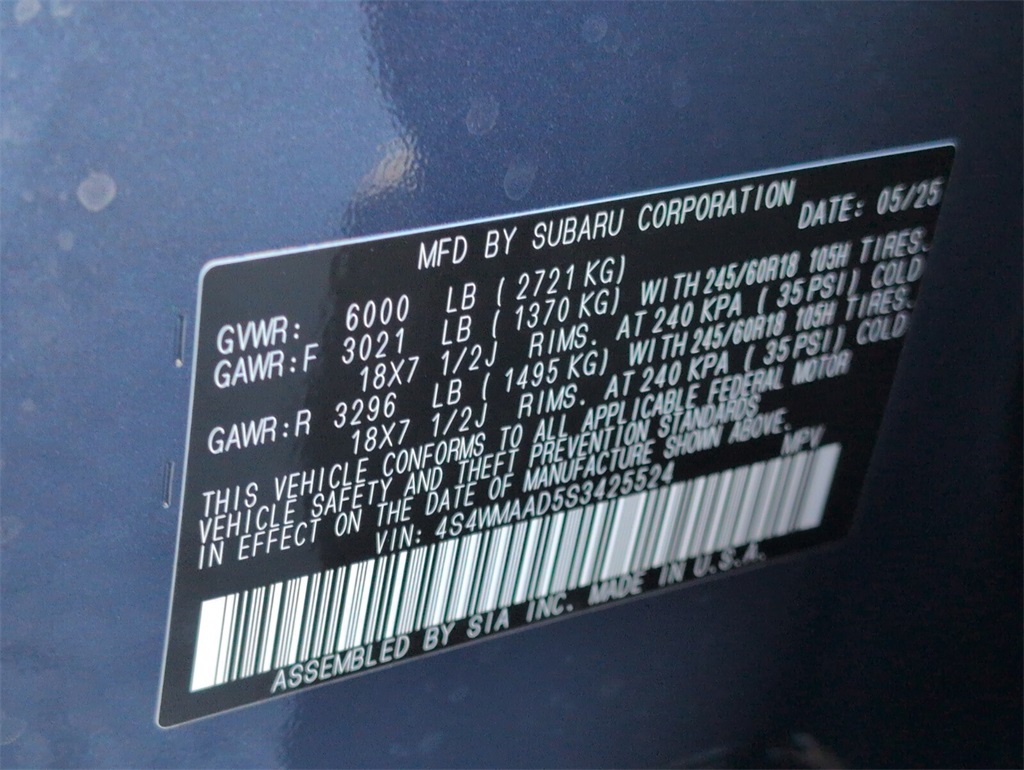 MFD BY SUBARU CORPORATION DATE: 05/25
GVWR: 6000 LB ( 2721 KG)
GAWR:F 3021 LB ( 1370 KG) WITH 245/60R18 105H TIRES.
18X7 1/2J RIMS. AT 240 KPA ( 35 PSI) COLD
GAWR:R 3296 LB ( 1495 KG) WITH 245/60R18 105H TIRES.
18X7 1/2J RIMS. AT 240 KPA ( 35 PSI) COLD
THIS VEHICLE CONFORMS TO ALL APPLICABLE FEDERAL MOTOR
VEHICLE SAFETY AND THEFT PREVENTION STANDARDS
IN EFFECT ON THE DATE OF MANUFACTURE SHOWN ABOVE.
VIN: 4S4WMAAD5S3425524 MPV
ASSEMBLED BY SIA INC. MADE IN U.S.A.